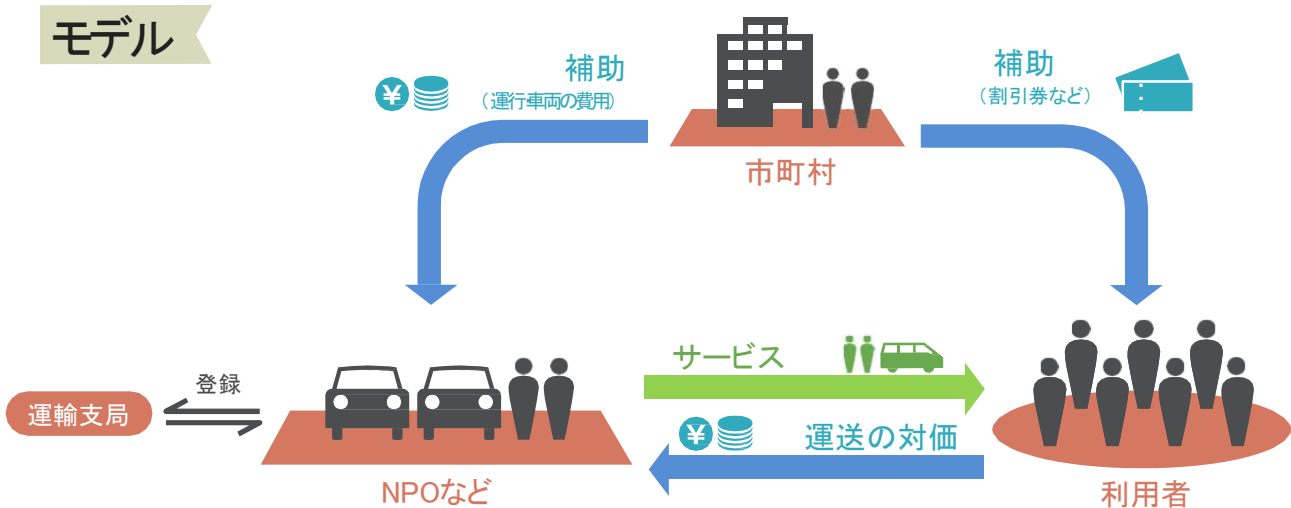 モデル
補助
（運行・車両の費用）
補助
（割引券など）
市町村
サービス
登録
運輸支局
運送の対価
NPOなど
利用者